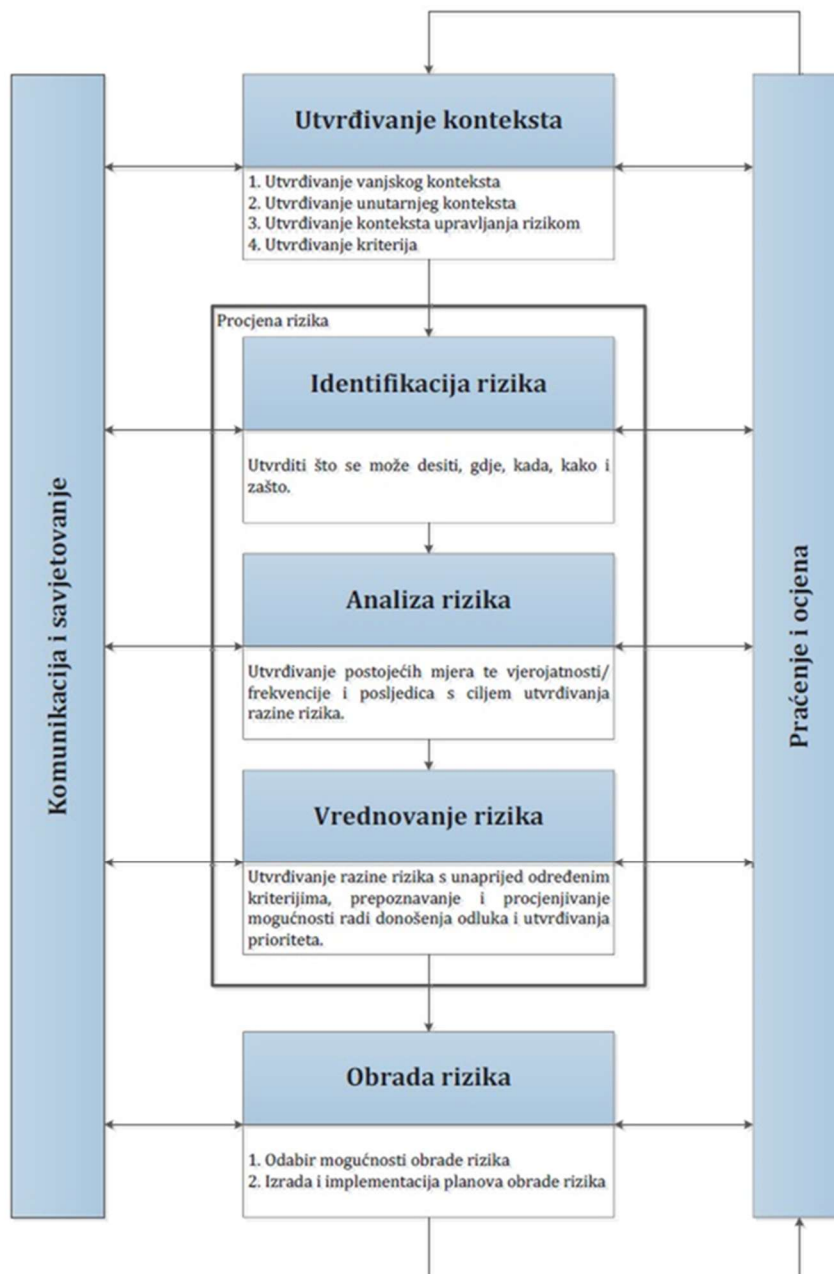 Utvrđivanje konteksta
1. Utvrđivanje vanjskog konteksta
2. Utvrđivanje unutarnjeg konteksta
3. Utvrđivanje konteksta upravljanja rizikom
4. Utvrđivanje kriterija
Procjena rizika
Identifikacija rizika
Utvrditi što se može desiti, gdje, kada, kako i
zašto.
Analiza rizika
Utvrđivanje postojećih mjera te vjerojatnosti/
frekvencije i posljedica s ciljem utvrđivanja
razine rizika.
Vrednovanje rizika
Utvrđivanje razine rizika s unaprijed određenim
kriterijima, prepoznavanje i procjenjivanje
mogućnosti radi donošenja odluka i utvrđivanja
prioriteta.
Obrada rizika
1. Odabir mogućnosti obrade rizika
2. Izrada i implementacija planova obrade rizika
Komunikacija i savjetovanje
Praćenje i ocjena